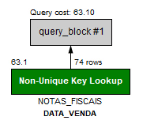 Query cost: 63.10
query_block #1
63.1 74 rows
Non-Unique Key Lookup
NOTAS_FISCAIS
DATA_VENDA